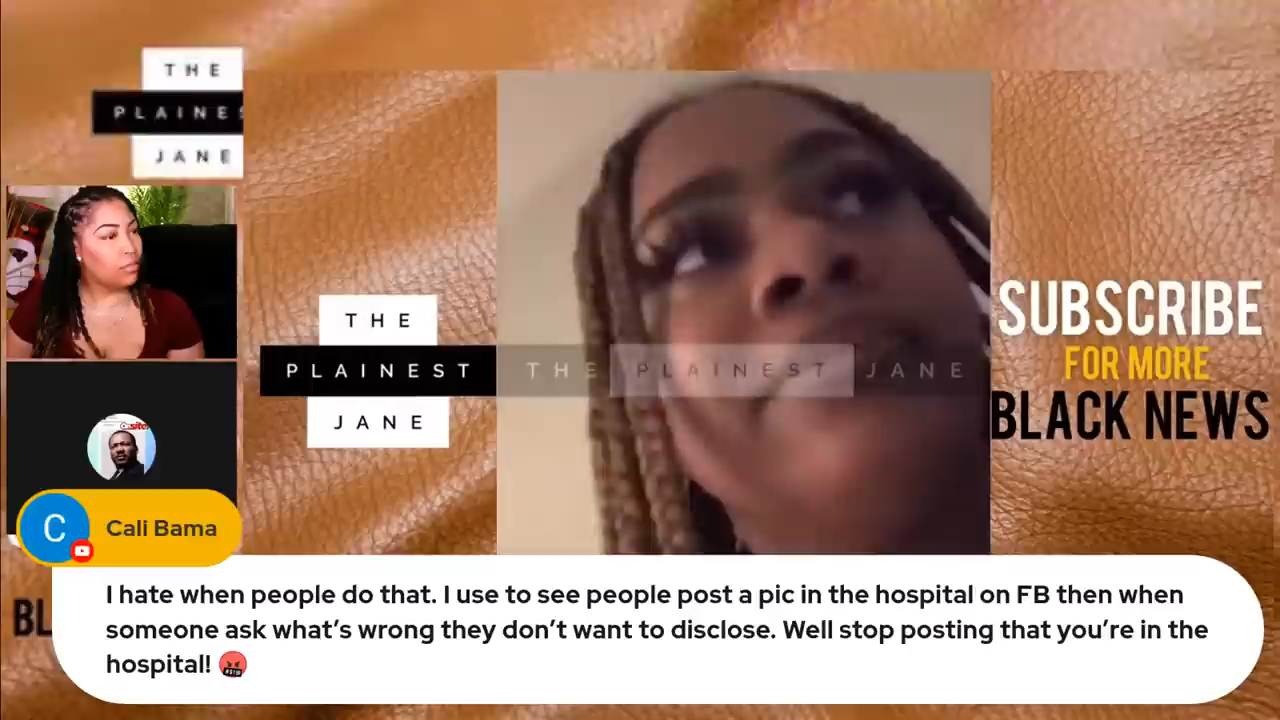 THE
PLAINES
JANE
THE
PLAINEST
JANE
THE PLAINEST JANE
SUBSCRIBE
FOR MORE
BLACK NEWS
C
Cali Bama
BL
I hate when people do that. I use to see people post a pic in the hospital on FB then when
someone ask what’s wrong they don’t want to disclose. Well stop posting that you’re in the
hospital!